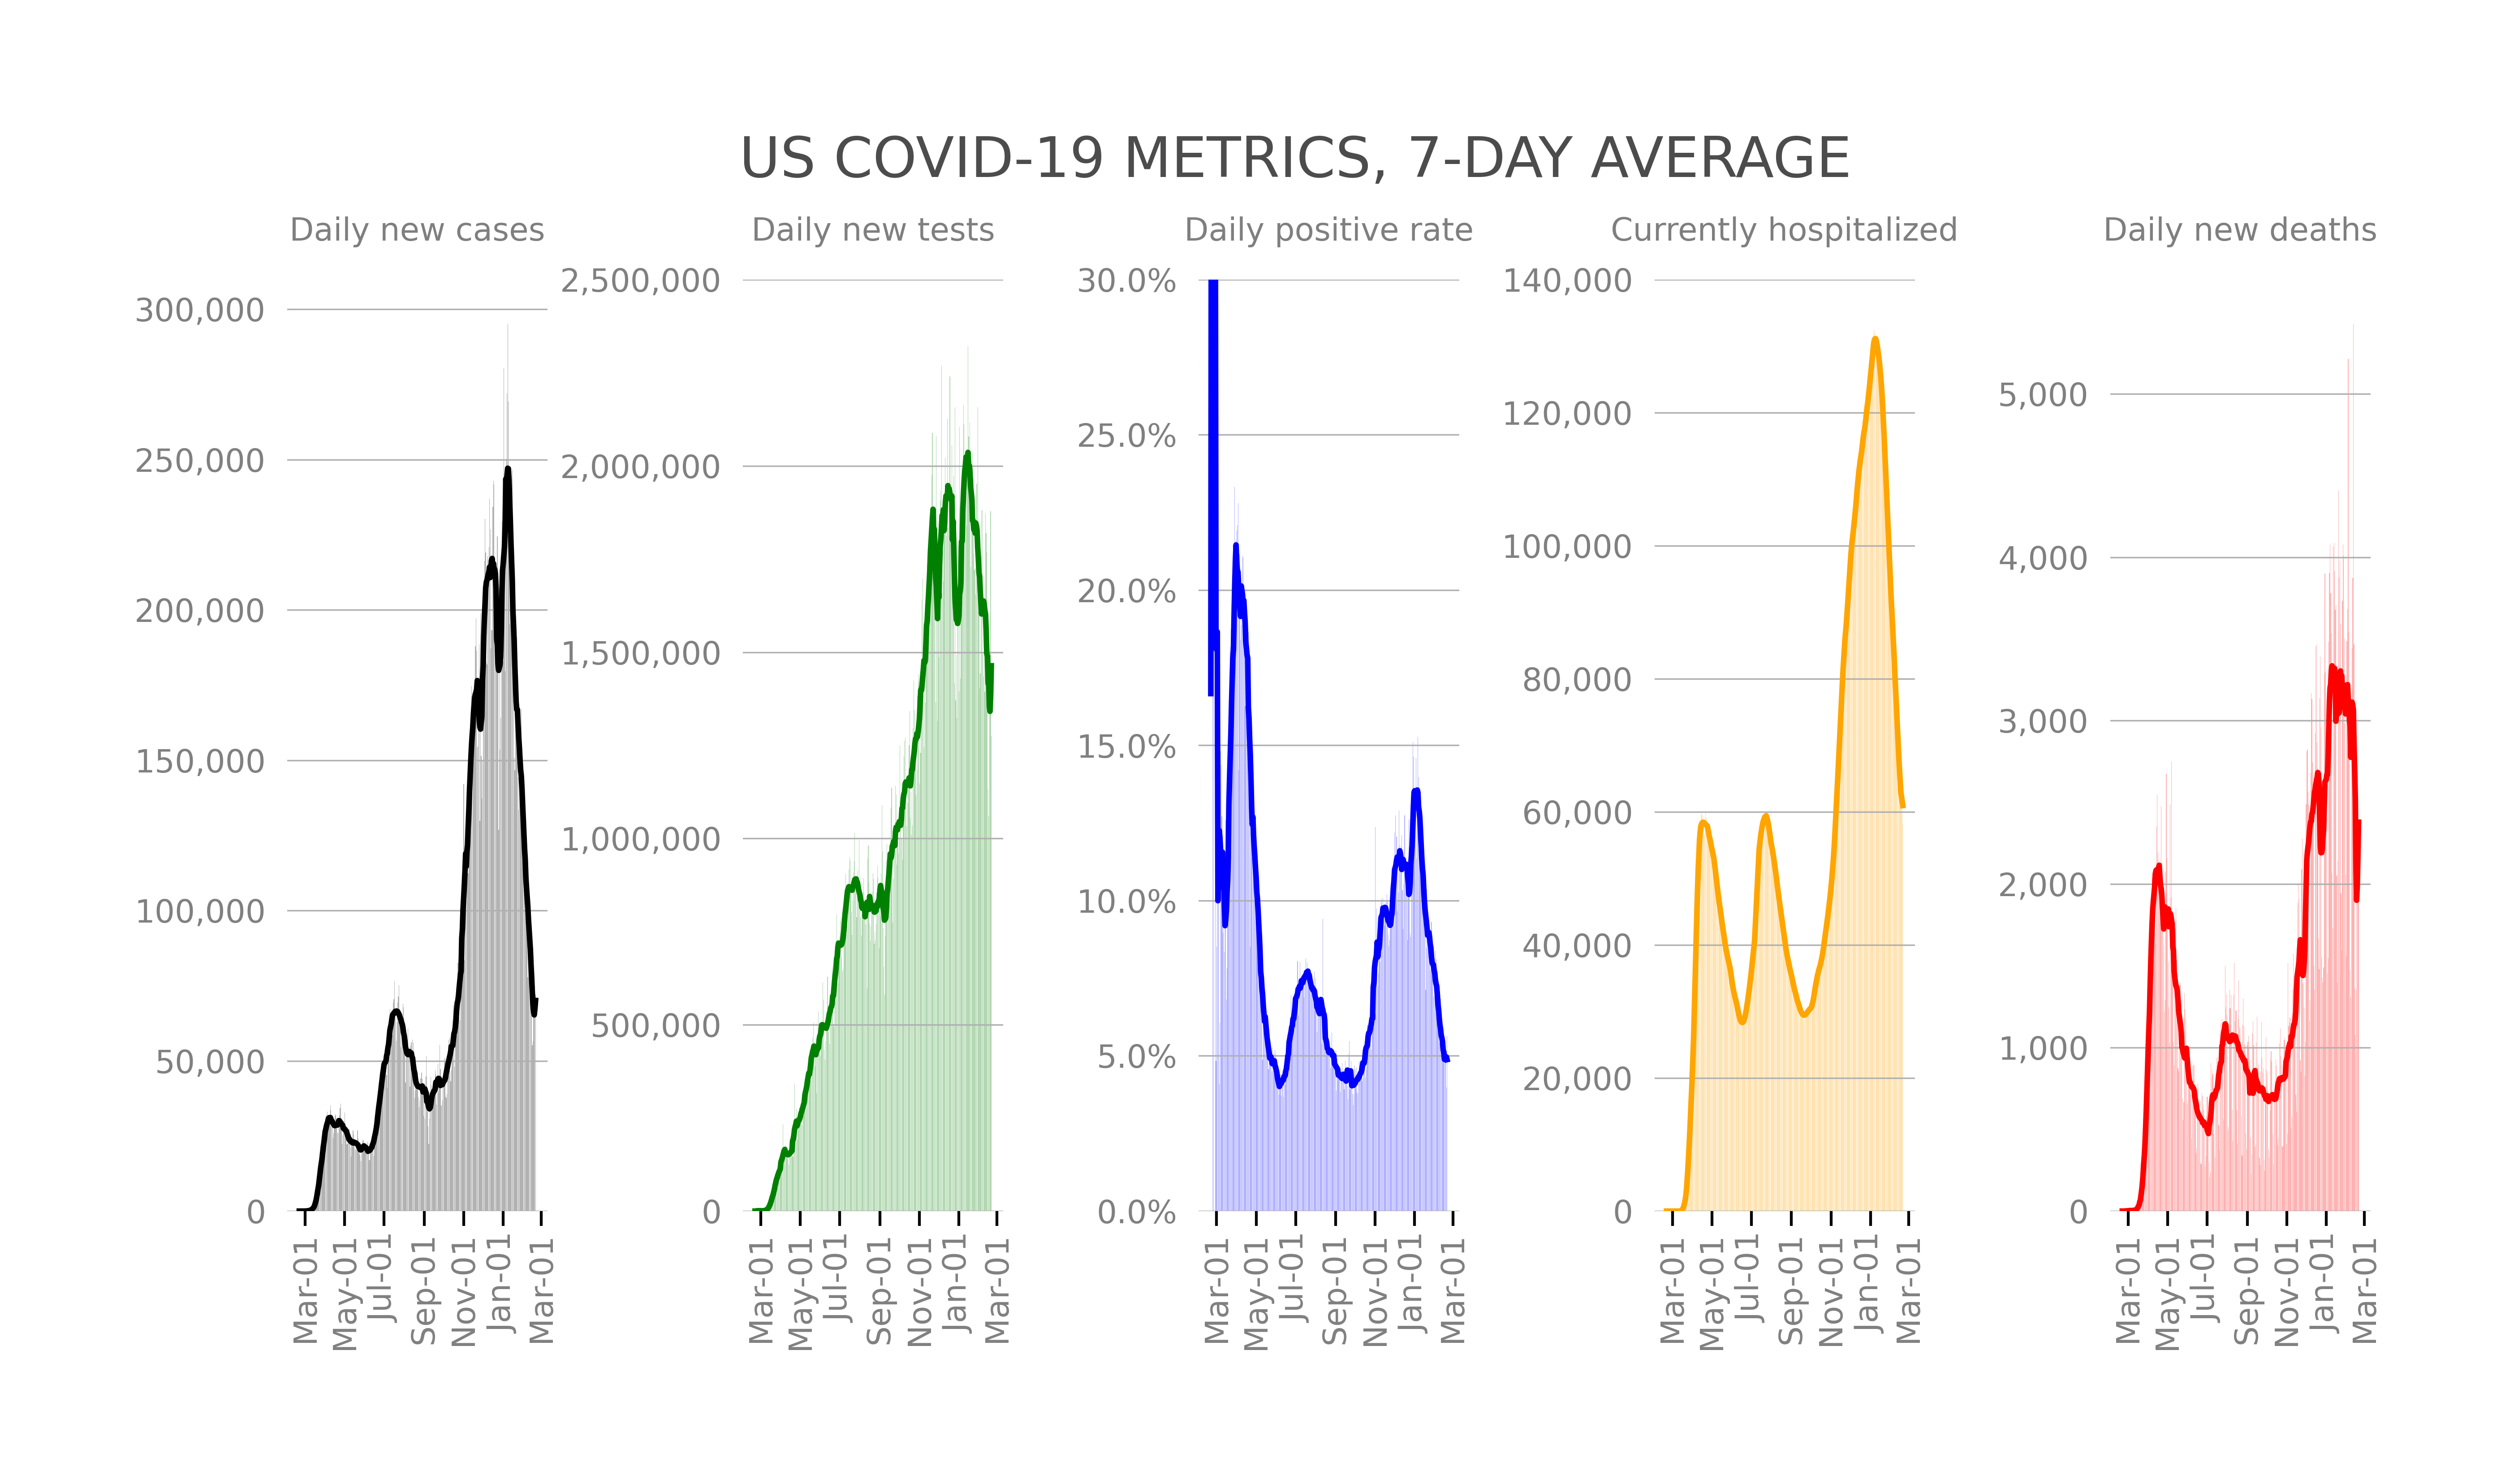 US COVID-19 METRICS, 7-DAY AVERAGE
Daily new cases
300,000
250,000
200,000
150,000
100,000
50,000
0
Mar-01
May-01
Jul-01
Sep-01
Nov-01
Jan-01
Mar-01
Daily new tests
2,500,000
2,000,000
1,500,000
1,000,000
500,000
0
Mar-01
May-01
Jul-01
Sep-01
Nov-01
Jan-01
Mar-01
Daily positive rate
30.0%
25.0%
20.0%
15.0%
10.0%
5.0%
0.0%
Mar-01
May-01
Jul-01
Sep-01
Nov-01
Jan-01
Mar-01
Currently hospitalized
140,000
120,000
100,000
80,000
60,000
40,000
20,000
0
Mar-01
May-01
Jul-01
Sep-01
Nov-01
Jan-01
Mar-01
Daily new deaths
5,000
4,000
3,000
2,000
1,000
0
Mar-01
May-01
Jul-01
Sep-01
Nov-01
Jan-01
Mar-01